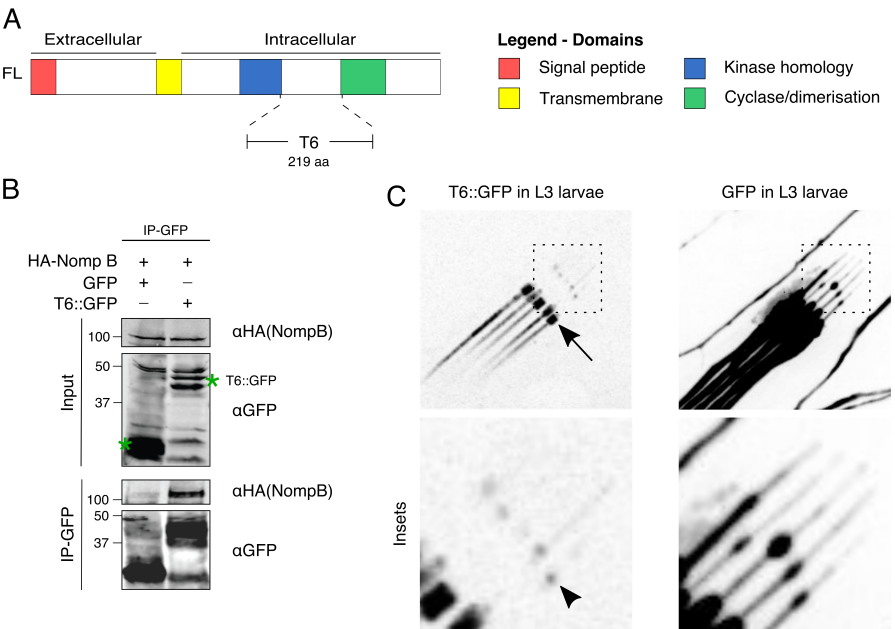 A
Extracellular
Intracellular
FL
T6
219 aa
Legend - Domains
Signal peptide
Kinase homology
Transmembrane
Cyclase/dimerisation
B
IP-GFP
HA-Nomp B + +
GFP + –
T6::GFP – +
Input
100
αHA(NompB)
50
T6::GFP
37
αGFP
IP-GFP
100
αHA(NompB)
50
37
αGFP
C
T6::GFP in L3 larvae
GFP in L3 larvae
Insets